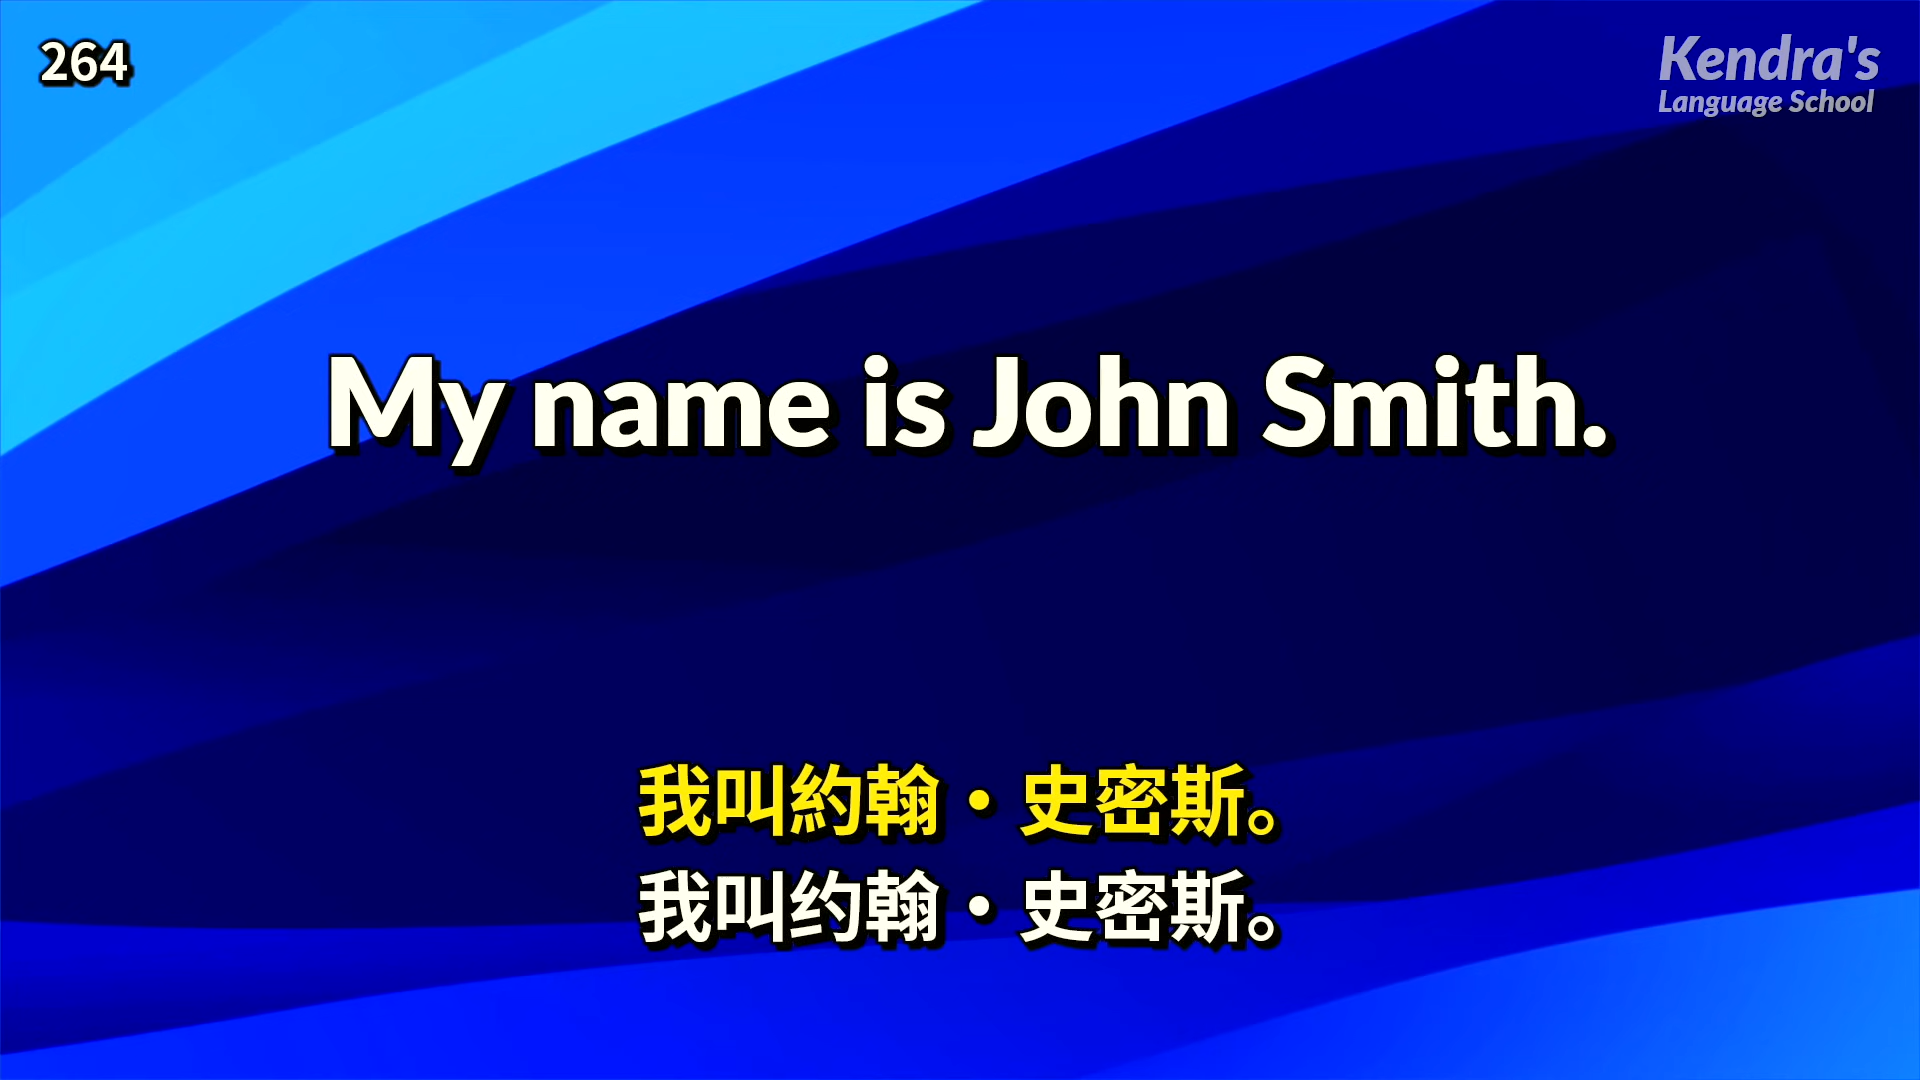 264
Kendra's
Language School
My name is John Smith.
我叫約翰・史密斯。
我叫约翰・史密斯。